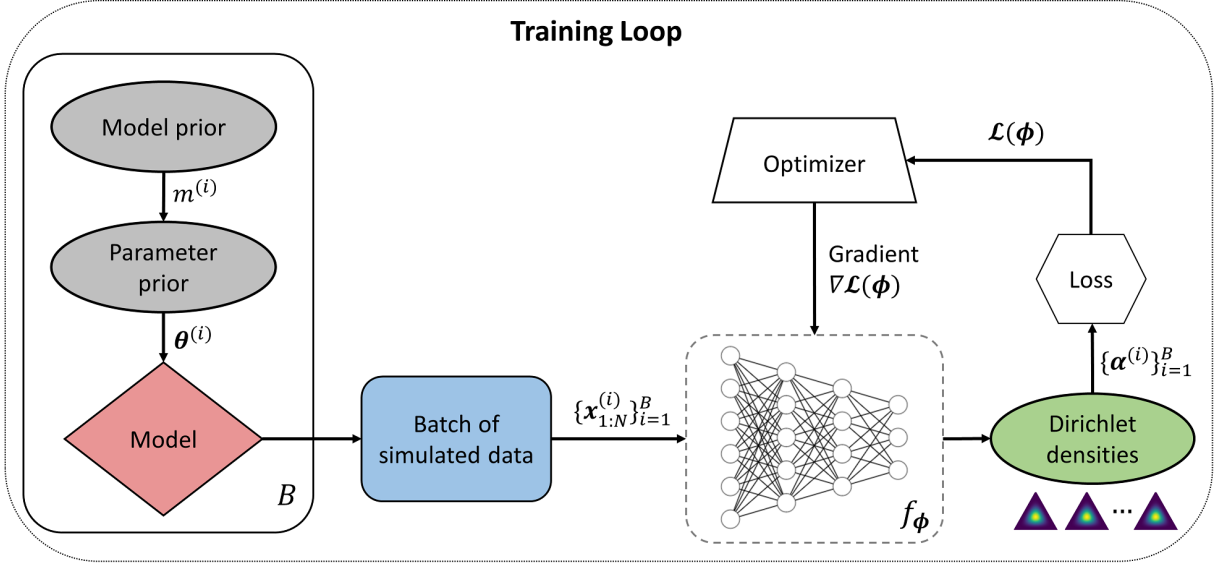 Training Loop
Model prior
m^{(i)}
Parameter
prior
θ^{(i)}
Model
B
Batch of
simulated data
{x_{1:N}^{(i)}}_{i=1}^{B}
Optimizer
Gradient
∇ℒ(ϕ)
f_ϕ
ℒ(ϕ)
Loss
{α^{(i)}}_{i=1}^{B}
Dirichlet
densities
...